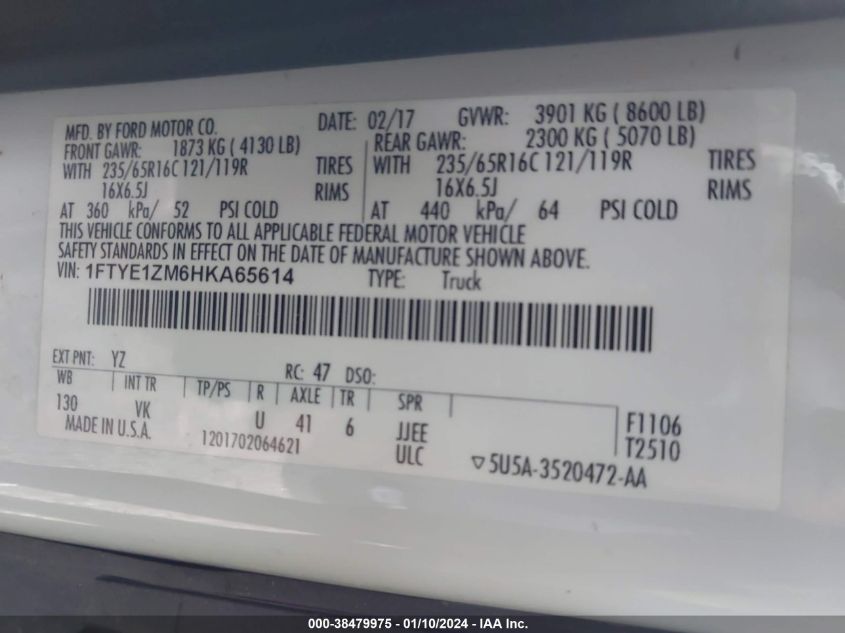 MFD. BY FORD MOTOR CO. DATE: 02/17 GVWR: 3901 KG ( 8600 LB)
FRONT GAWR: 1873 KG ( 4130 LB) REAR GAWR: 2300 KG ( 5070 LB)
WITH 235/65R16C 121/119R TIRES WITH 235/65R16C 121/119R TIRES
16X6.5J RIMS 16X6.5J RIMS
AT 360 kPa/ 52 PSI COLD AT 440 kPa/ 64 PSI COLD
THIS VEHICLE CONFORMS TO ALL APPLICABLE FEDERAL MOTOR VEHICLE
SAFETY STANDARDS IN EFFECT ON THE DATE OF MANUFACTURE SHOWN ABOVE.
VIN: 1FTYE1ZM6HKA65614 TYPE: Truck
EXT PNT: YZ RC: 47 DSO:
WB INT TR TP/PS R AXLE TR SPR
130 VK U 41 6 JJEE F1106
MADE IN U.S.A. 1201702064621 ULC T2510
▽5U5A-3520472-AA
000-38479975 - 01/10/2024 - IAA Inc.